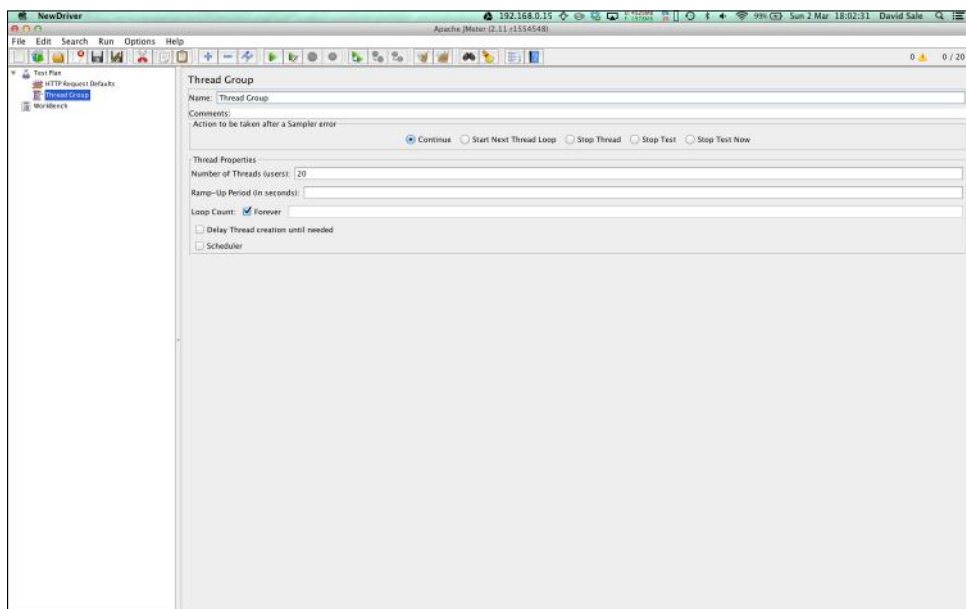 NewDriver 192.168.0.15 99% Sun 2 Mar 18:02:31 David Sale
Apache JMeter (2.11 r1554548)
File Edit Search Run Options Help
0 0 / 20
Test Plan
HTTP Request Defaults
Thread Group
WorkBench
Thread Group
Name: Thread Group
Comments:
Action to be taken after a Sampler error
Continue Start Next Thread Loop Stop Thread Stop Test Stop Test Now
Thread Properties
Number of Threads (users): 20
Ramp-Up Period (in seconds):
Loop Count: Forever
Delay Thread creation until needed
Scheduler